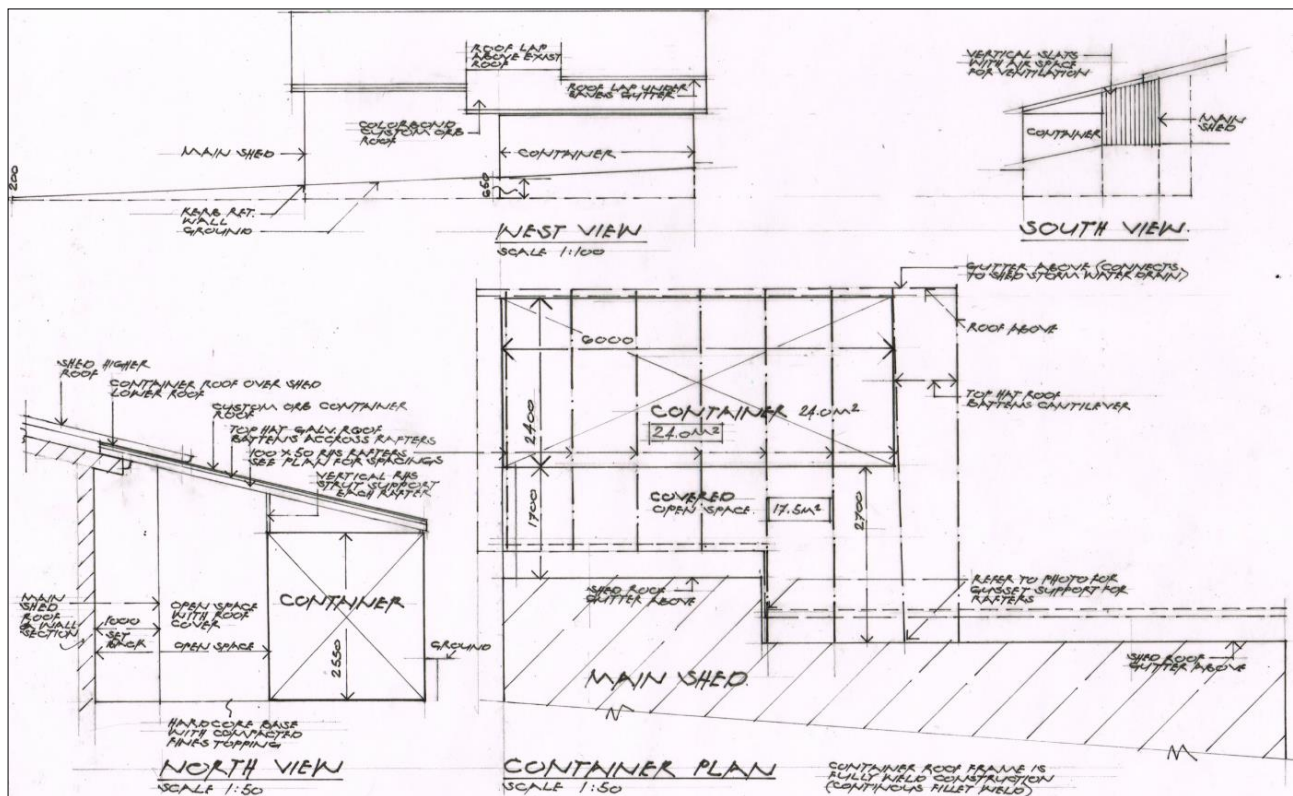 ROOF LAP
ABOVE EXIST
ROOF
ROOF LAP UNDER
EAVES GUTTER
COLORBOND
CUSTOM ORB
ROOF
MAIN SHED
CONTAINER
200
650
KERB RET.
WALL
GROUND
WEST VIEW
SCALE 1:100
VERTICAL SLATS
WITH AIR SPACE
FOR VENTILATION
CONTAINER
MAIN
SHED
SOUTH VIEW.
SHED HIGHER
ROOF
CONTAINER ROOF OVER SHED
LOWER ROOF
CUSTOM ORB CONTAINER
ROOF
TOP HAT GALV. ROOF
BATTENS ACCROSS RAFTERS
100 X 50 RHS RAFTERS
SEE PLAN FOR SPACINGS
VERTICAL RHS
STRUT SUPPORT
EACH RAFTER
MAIN
SHED
ROOF
& WALL
SECTION
1000
SET
BACK
OPEN SPACE
WITH ROOF
COVER
OPEN SPACE
CONTAINER
2550
GROUND
HARDCORE BASE
WITH COMPACTED
FINES TOPPING
NORTH VIEW
SCALE 1:50
GUTTER ABOVE (CONNECTS
TO SHED STORM WATER DRAIN)
ROOF ABOVE
6000
TOP HAT ROOF
BATTENS CANTILEVER
2400
CONTAINER 24.0M²
24.0M²
COVERED
OPEN SPACE
17.5M²
1700
2700
SHED ROOF
GUTTER ABOVE
REFER TO PHOTO FOR
GUSSET SUPPORT FOR
RAFTERS
SHED ROOF
GUTTER ABOVE
MAIN SHED
CONTAINER PLAN
SCALE 1:50
CONTAINER ROOF FRAME IS
FULLY WELD CONSTRUCTION
(CONTINOUS FILLET WELD)